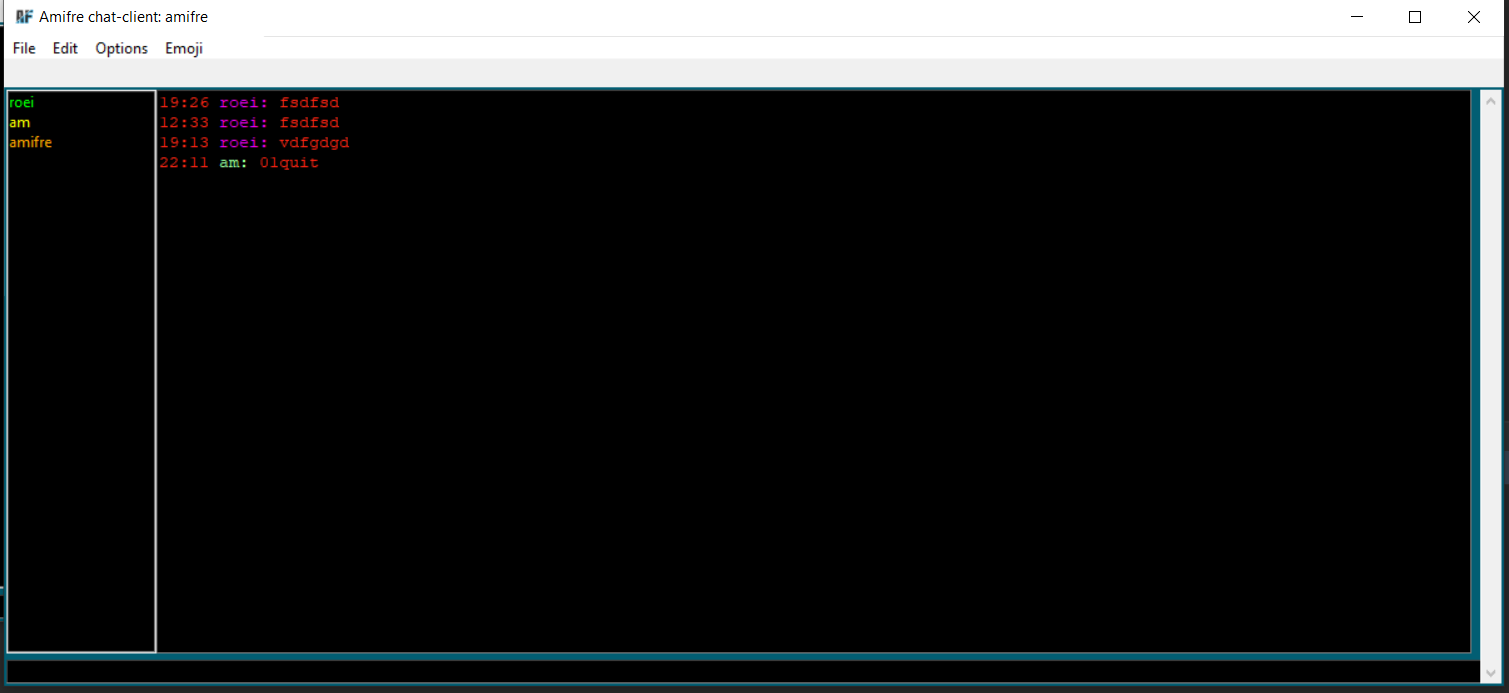 AF Amifre chat-client: amifre
File Edit Options Emoji
roei
am
amifre
19:26 roei: fsdfsd
12:33 roei: fsdfsd
19:13 roei: vdfgdgd
22:11 am: 01quit